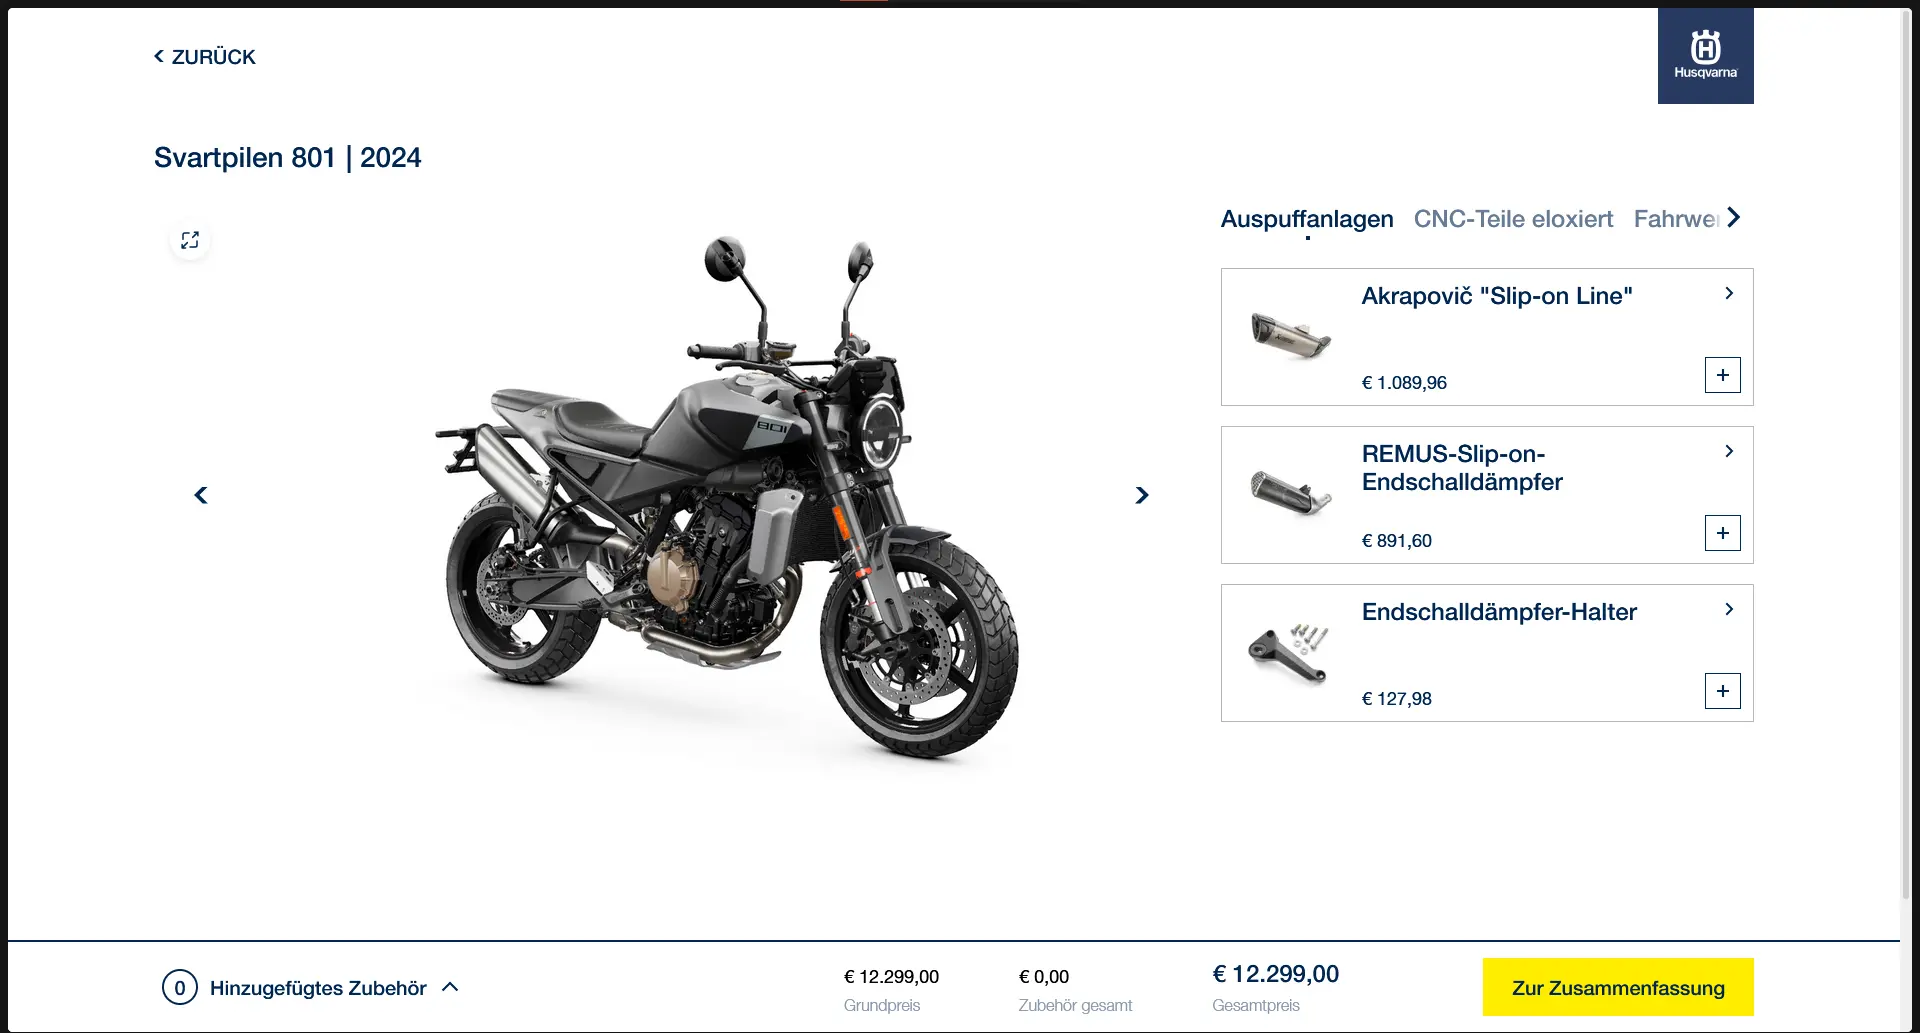 ZURÜCK
Husqvarna
Svartpilen 801 | 2024
Auspuffanlagen CNC-Teile eloxiert Fahrwer
801
Akrapovič "Slip-on Line"
€ 1.089,96
REMUS-Slip-on-
Endschalldämpfer
€ 891,60
Endschalldämpfer-Halter
€ 127,98
0 Hinzugefügtes Zubehör
€ 12.299,00
Grundpreis
€ 0,00
Zubehör gesamt
€ 12.299,00
Gesamtpreis
Zur Zusammenfassung